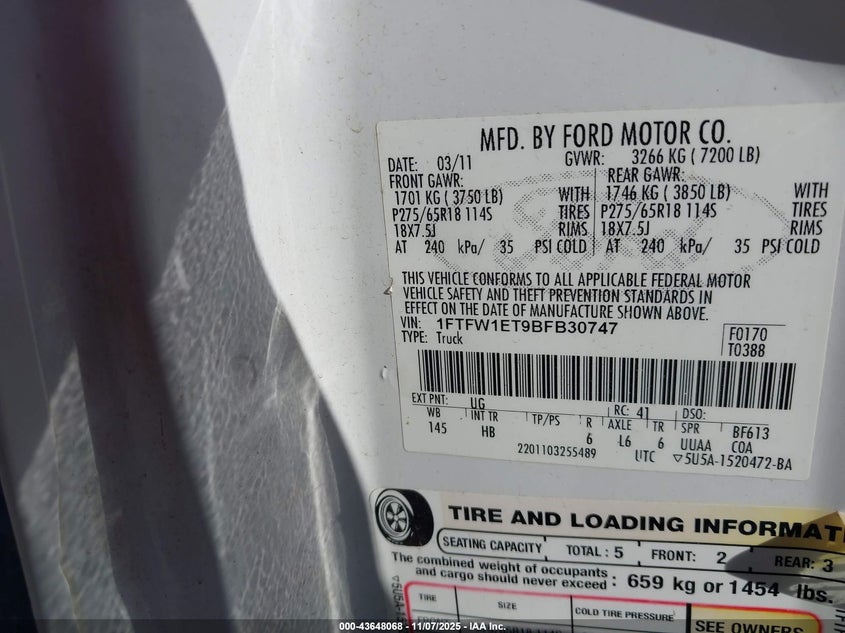 MFD. BY FORD MOTOR CO.
DATE: 03/11 GVWR: 3266 KG ( 7200 LB)
FRONT GAWR: REAR GAWR:
1701 KG ( 3750 LB) WITH 1746 KG ( 3850 LB) WITH
P275/65R18 114S TIRES P275/65R18 114S TIRES
18X7.5J RIMS 18X7.5J RIMS
AT 240 kPa/ 35 PSI COLD AT 240 kPa/ 35 PSI COLD
THIS VEHICLE CONFORMS TO ALL APPLICABLE FEDERAL MOTOR
VEHICLE SAFETY AND THEFT PREVENTION STANDARDS IN
EFFECT ON THE DATE OF MANUFACTURE SHOWN ABOVE.
VIN: 1FTFW1ET9BFB30747
TYPE: Truck
F0170
T0388
EXT PNT: UG RC: 41 DSO:
WB INT TR TP/PS R AXLE TR SPR BF613
145 HB 6 L6 6 UUAA COA
2201103255489 UTC ▽5U5A-1520472-BA
TIRE AND LOADING INFORMATI
SEATING CAPACITY TOTAL : 5 FRONT: 2 REAR: 3
The combined weight of occupants
and cargo should never exceed : 659 kg or 1454 lbs.
TIRE SIZE COLD TIRE PRESSURE
SEE OWNERS
000-43648068 - 11/07/2025 - IAA Inc.